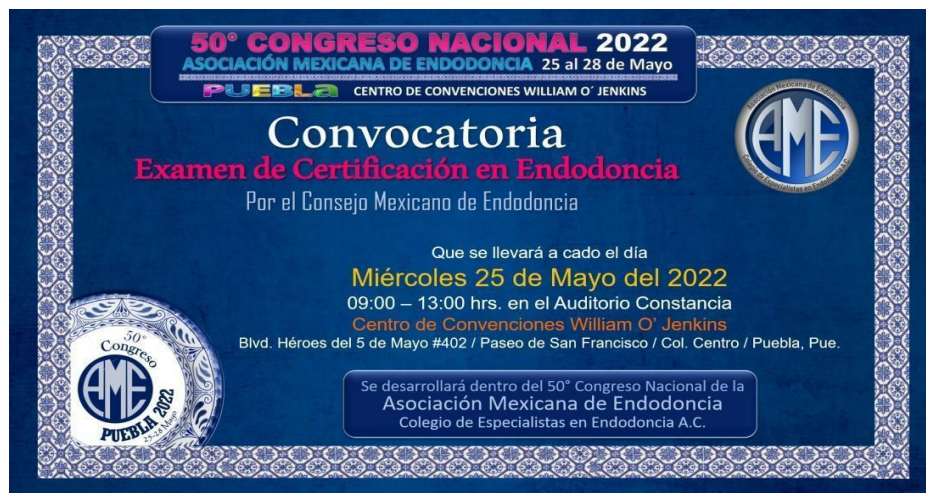 50° CONGRESO NACIONAL 2022
ASOCIACIÓN MEXICANA DE ENDODONCIA 25 al 28 de Mayo
PUEBLA CENTRO DE CONVENCIONES WILLIAM O´ JENKINS
Convocatoria
Examen de Certificación en Endodoncia
Por el Consejo Mexicano de Endodoncia
Asociación Mexicana de Endodoncia
AME
Colegio de Especialistas en Endodoncia A.C.
Que se llevará a cado el día
Miércoles 25 de Mayo del 2022
09:00 – 13:00 hrs. en el Auditorio Constancia
Centro de Convenciones William O' Jenkins
Blvd. Héroes del 5 de Mayo #402 / Paseo de San Francisco / Col. Centro / Puebla, Pue.
50°
Congreso
AME
PUEBLA 2022
25-28 Mayo
Se desarrollará dentro del 50° Congreso Nacional de la
Asociación Mexicana de Endodoncia
Colegio de Especialistas en Endodoncia A.C.